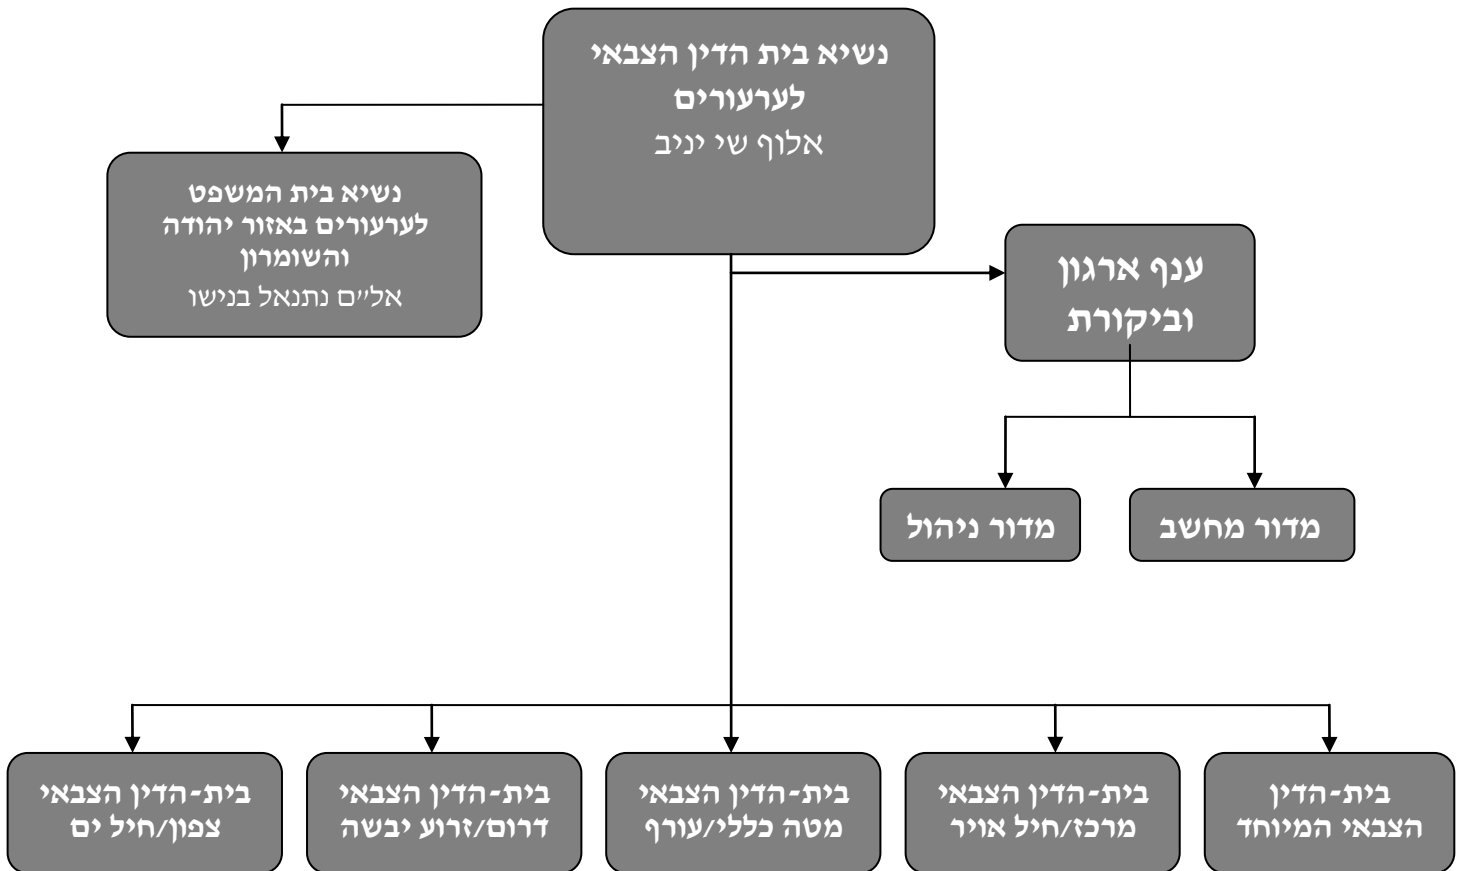 נשיא בית הדין הצבאי
לערעורים
אלוף שי יניב
נשיא בית המשפט
לערעורים באזור יהודה
והשומרון
אל"ם נתנאל בנישו
ענף ארגון
וביקורת
מדור מחשב
מדור ניהול
בית-הדין
הצבאי המיוחד
בית-הדין הצבאי
מרכז/חיל אויר
בית-הדין הצבאי
מטה כללי/עורף
בית-הדין הצבאי
דרום/זרוע יבשה
בית-הדין הצבאי
צפון/חיל ים